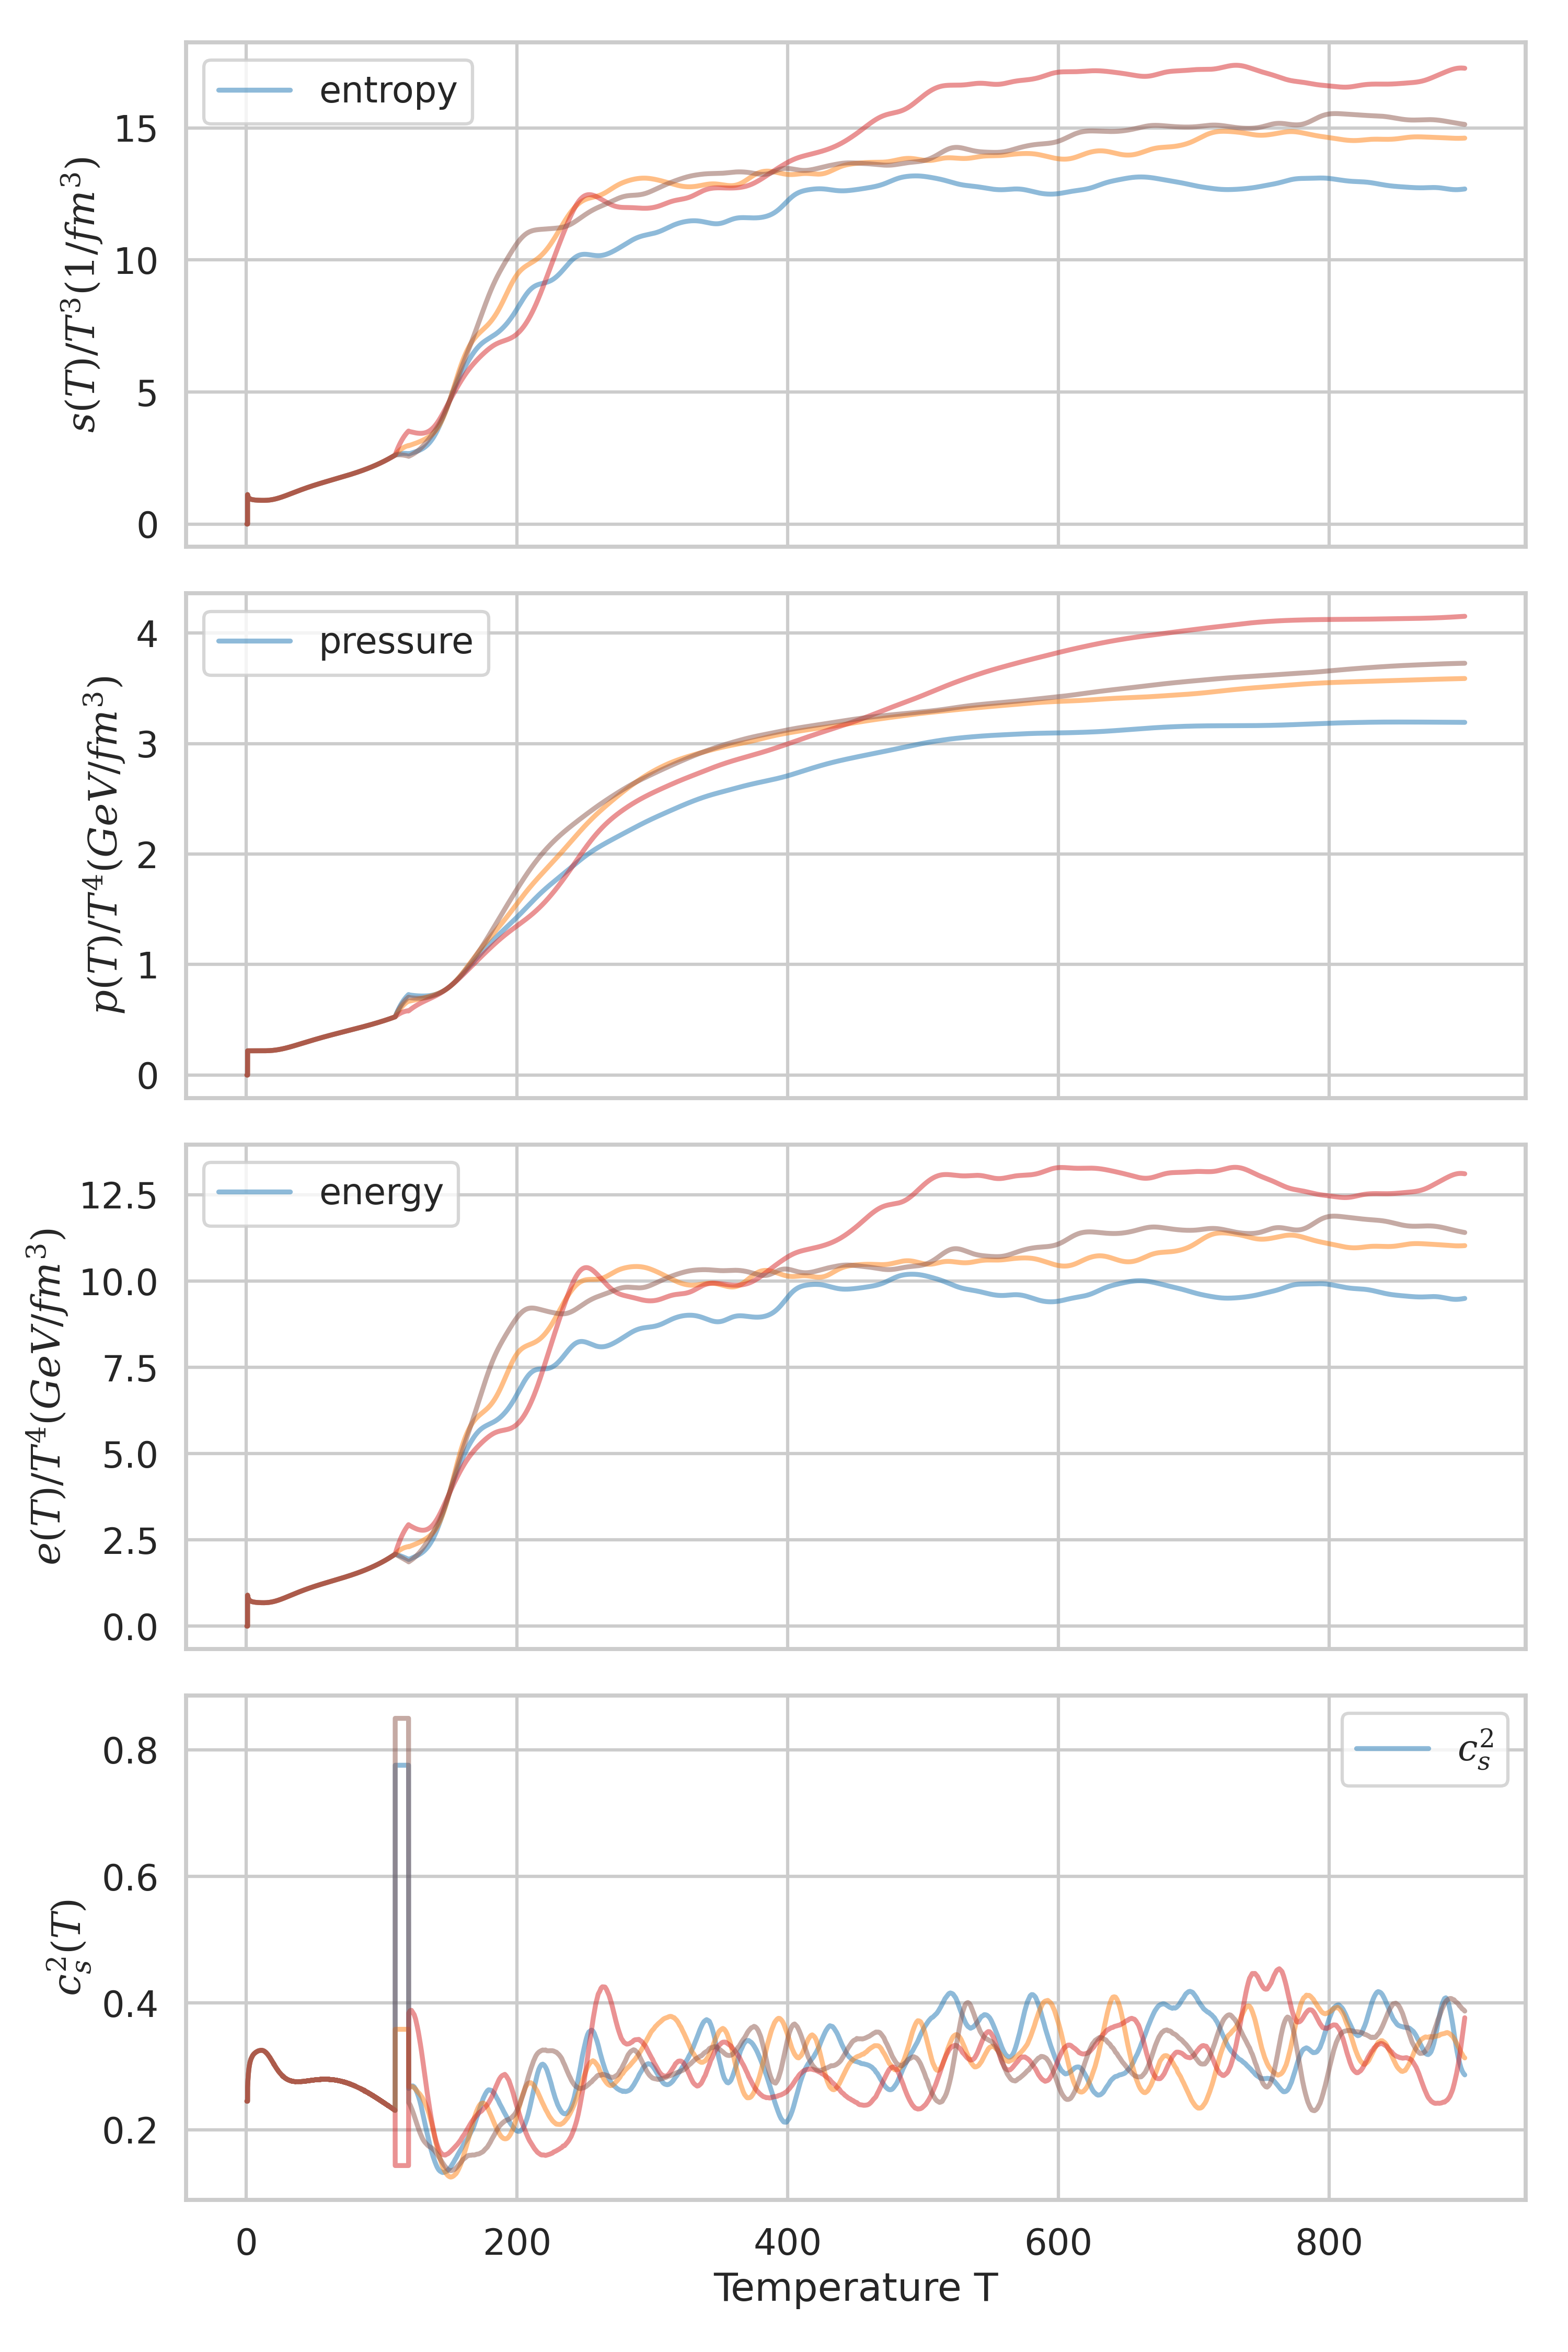 entropy
15
10
5
0
s(T)/T³(1/fm³)
pressure
4
3
2
1
0
p(T)/T⁴(GeV/fm³)
energy
12.5
10.0
7.5
5.0
2.5
0.0
e(T)/T⁴(GeV/fm³)
c_s²
0.8
0.6
0.4
0.2
c_s²(T)
0 200 400 600 800
Temperature T